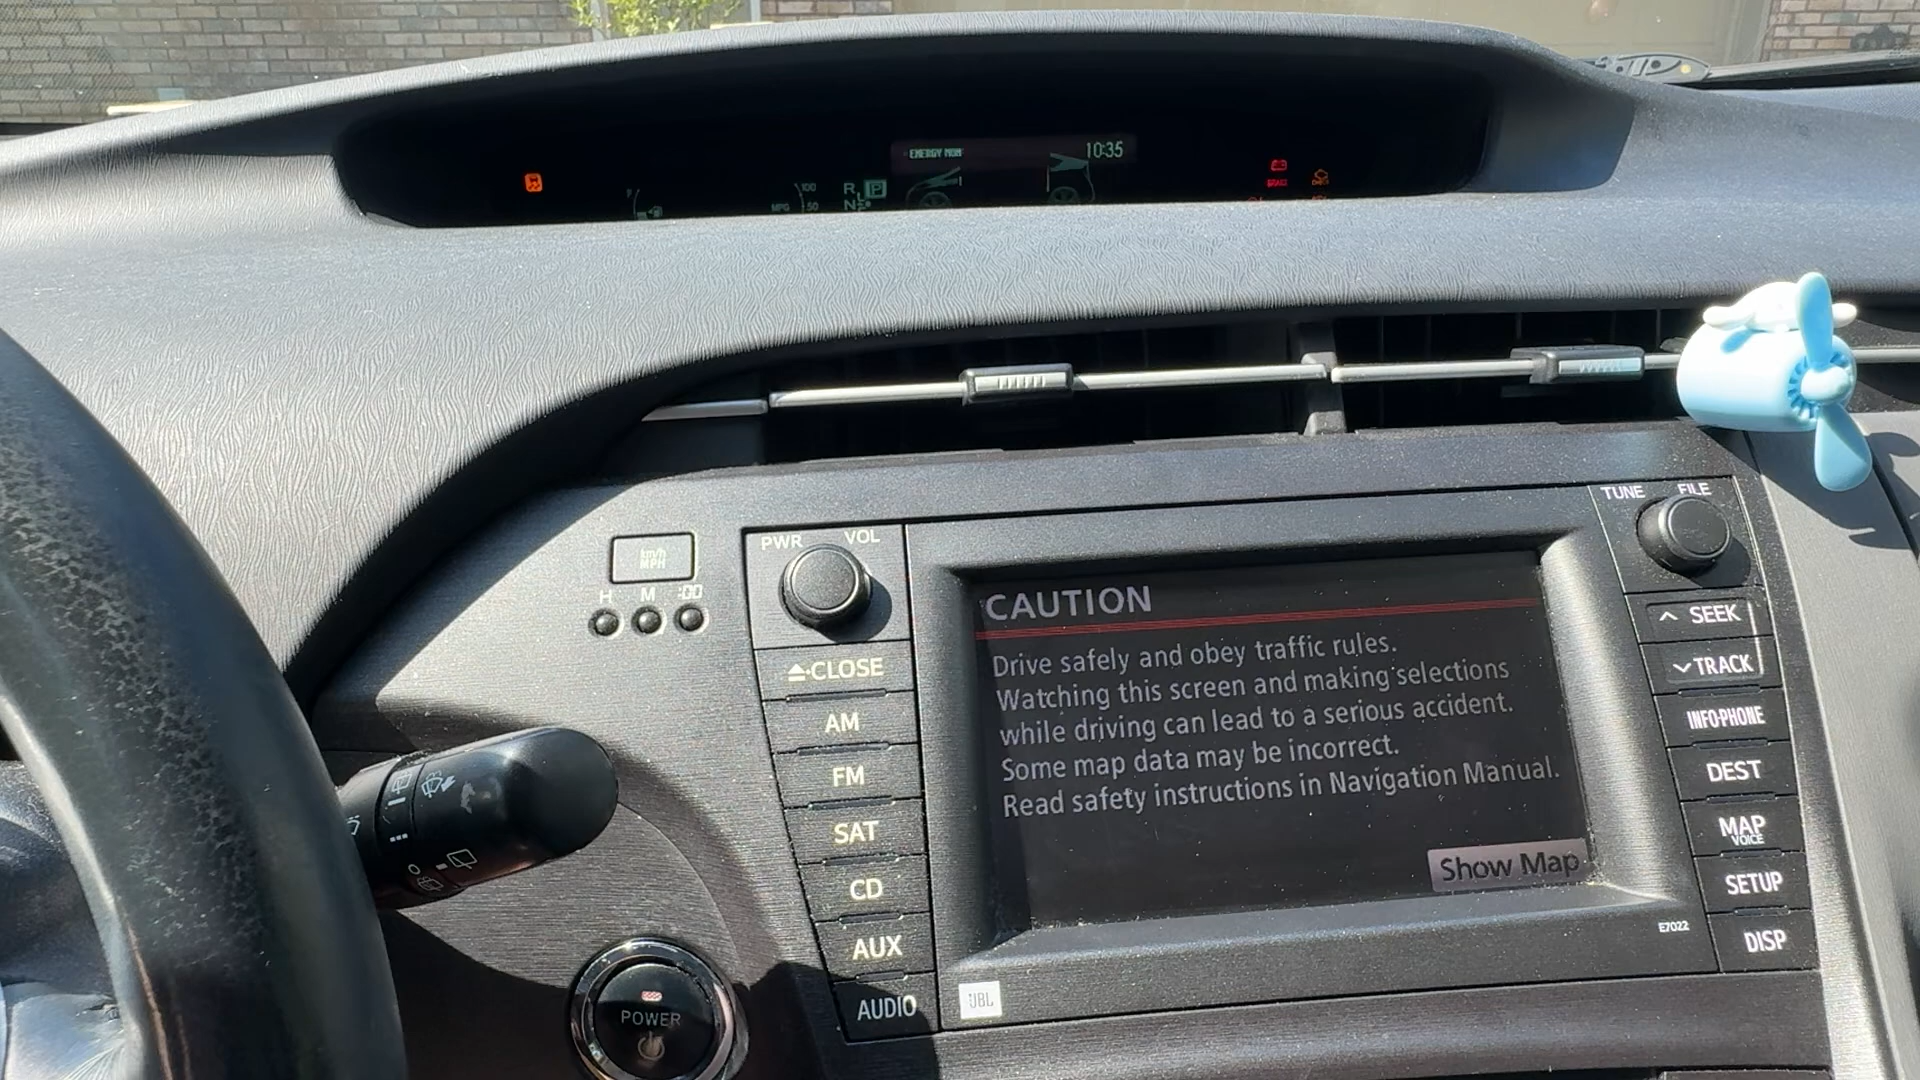 ENERGY MON
10:35
100
MPG
50
R
P
N
km/h
MPH
H
M
:00
PWR
VOL
CLOSE
AM
FM
SAT
CD
AUX
AUDIO
JBL
CAUTION
Drive safely and obey traffic rules.
Watching this screen and making selections
while driving can lead to a serious accident.
Some map data may be incorrect.
Read safety instructions in Navigation Manual.
Show Map
E7022
TUNE
FILE
SEEK
TRACK
INFO·PHONE
DEST
MAP
VOICE
SETUP
DISP
POWER